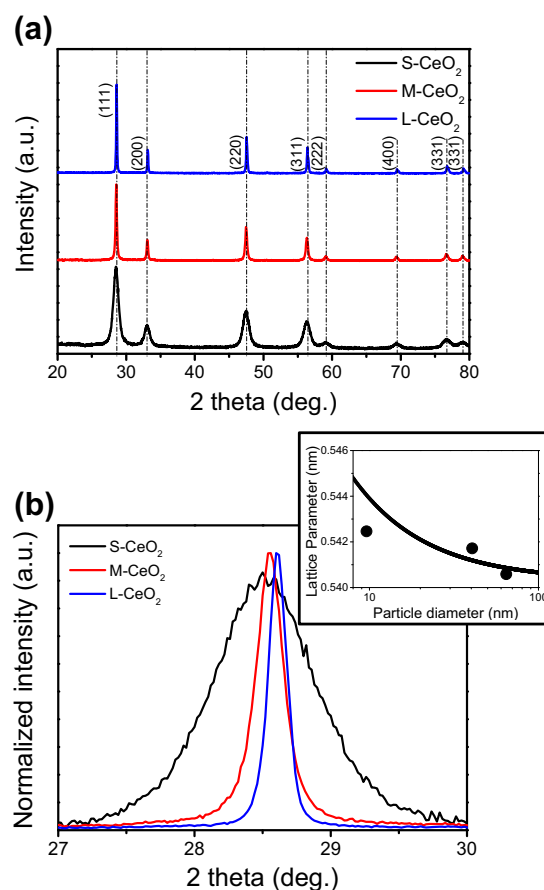 (a)
S-CeO₂
M-CeO₂
L-CeO₂
(111)
(200)
(220)
(311)
(222)
(400)
(331)
(331)
Intensity (a.u.)
20 30 40 50 60 70 80
2 theta (deg.)
(b)
S-CeO₂
M-CeO₂
L-CeO₂
Normalized intensity (a.u.)
27 28 29 30
2 theta (deg.)
Lattice Parameter (nm)
0.546
0.544
0.542
0.540
10 100
Particle diameter (nm)